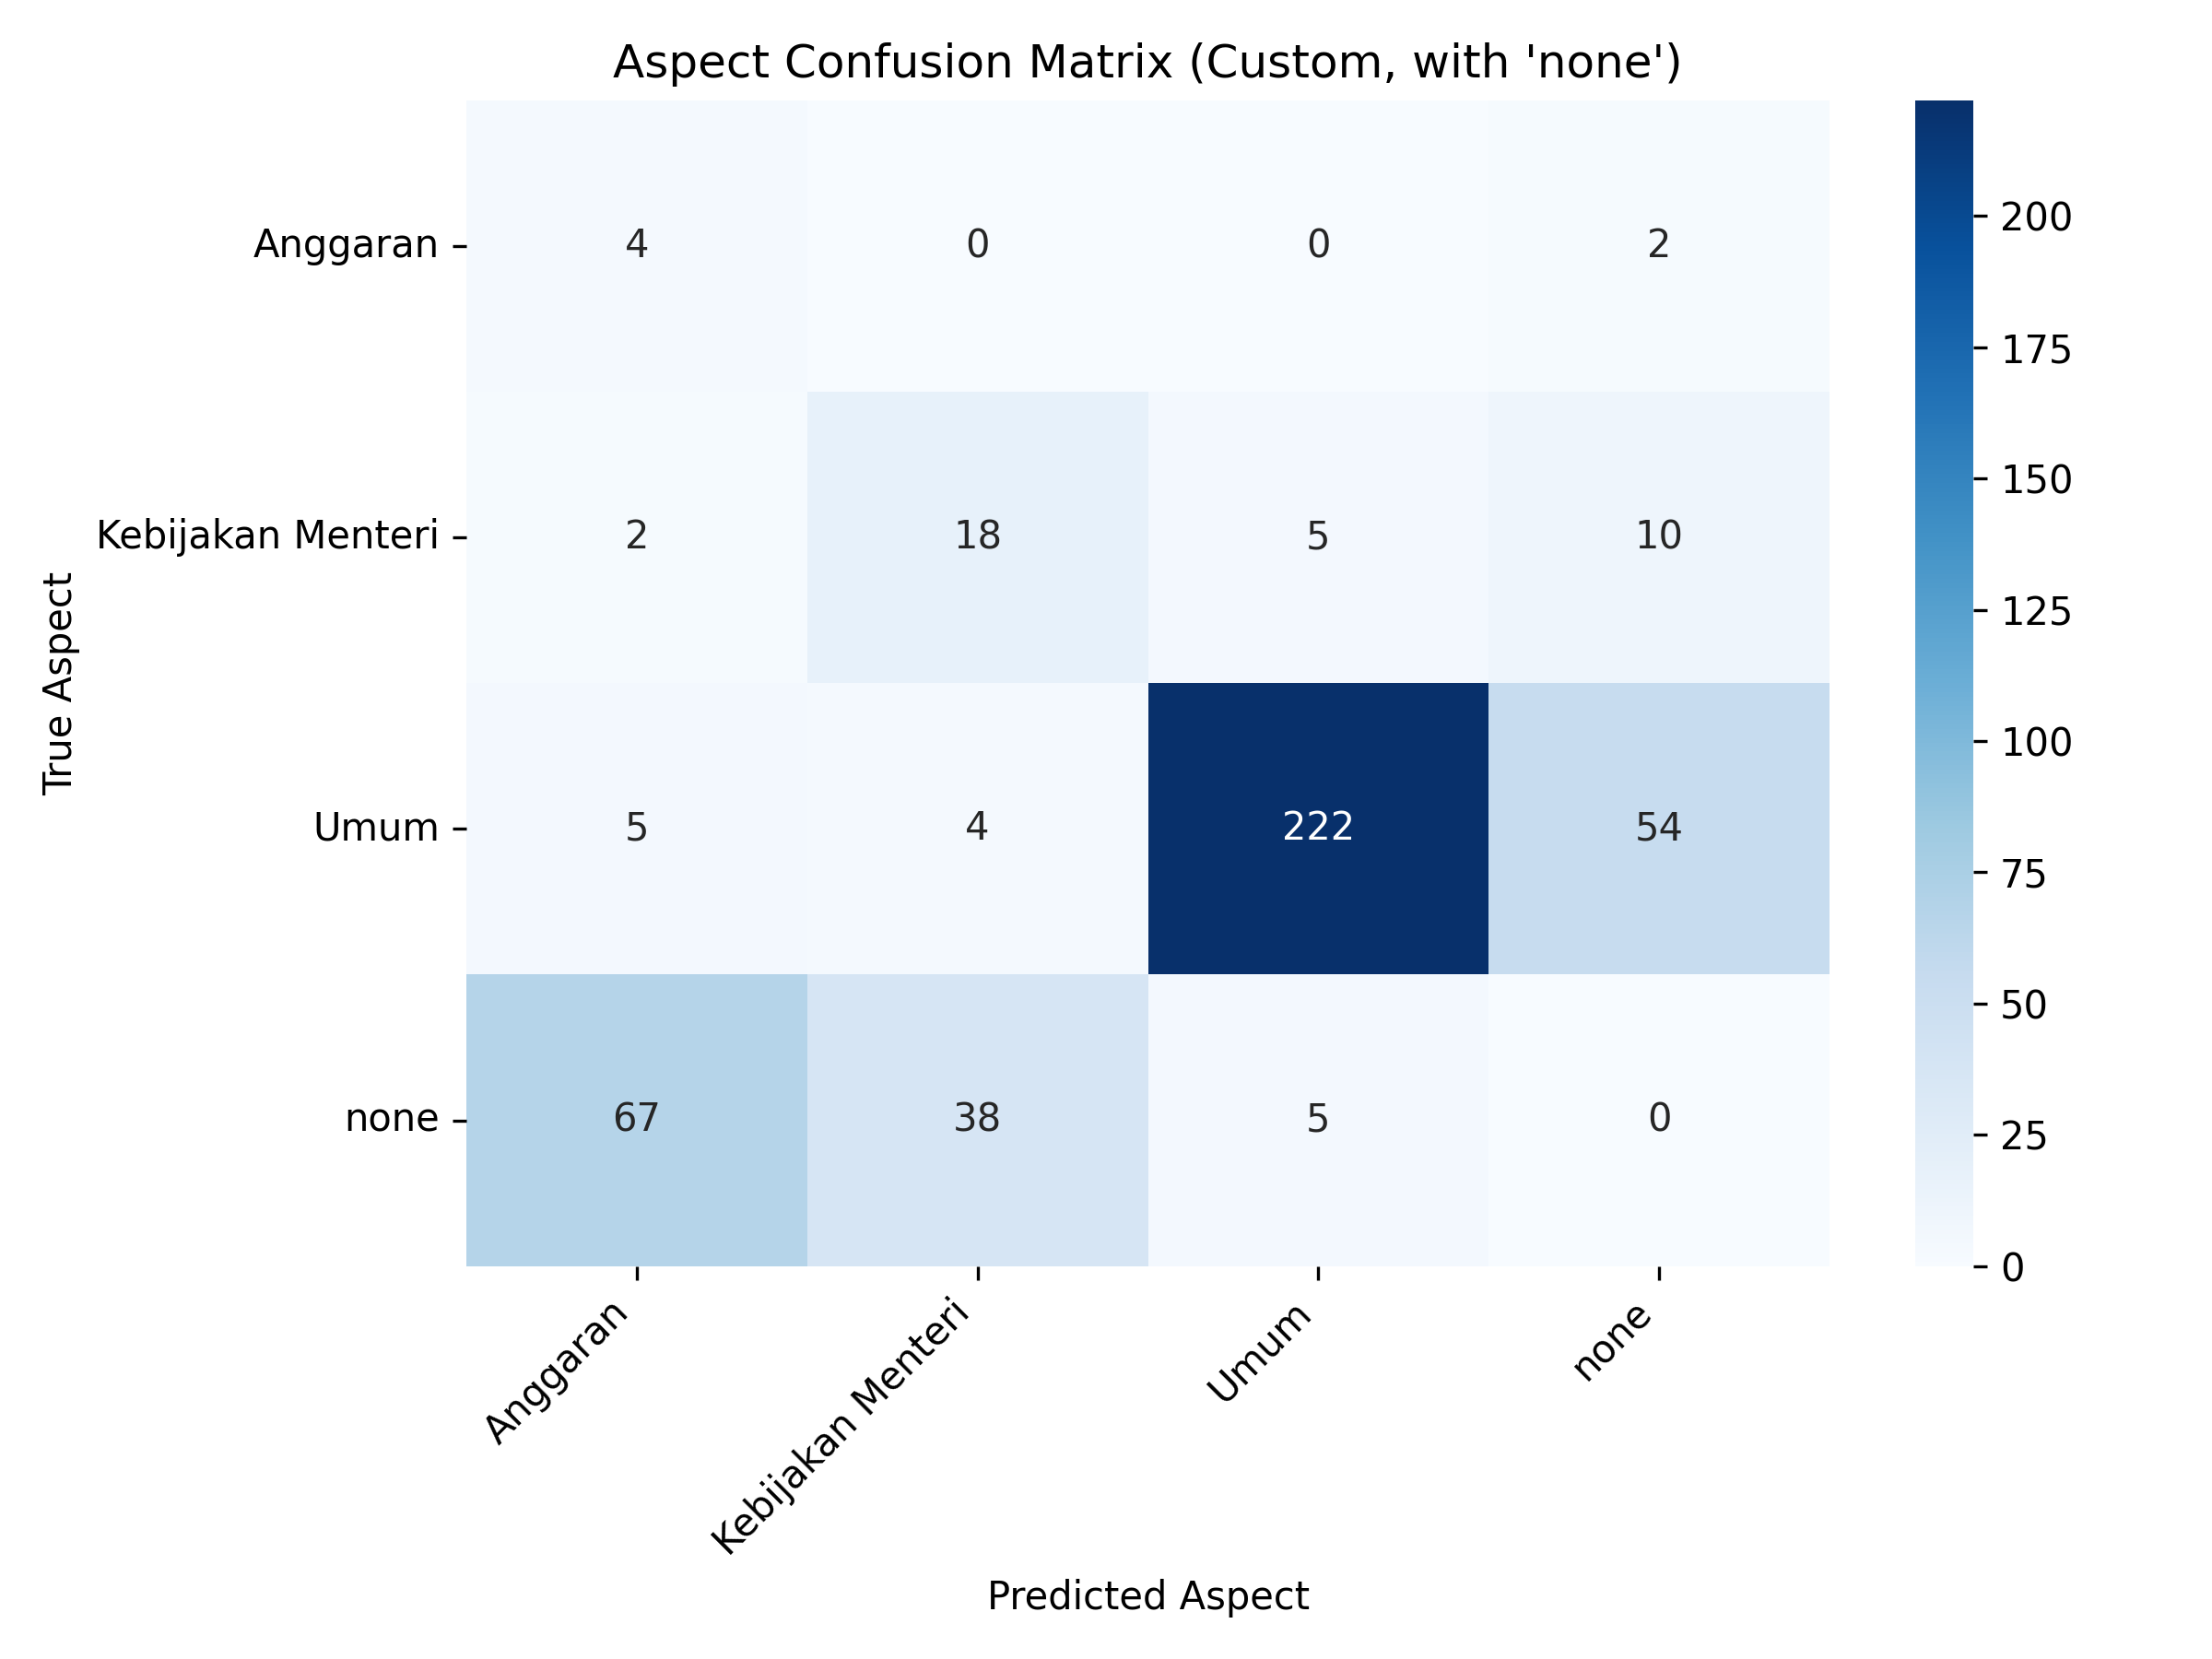 Aspect Confusion Matrix (Custom, with 'none')
True Aspect
Anggaran
4 0 0 2
Kebijakan Menteri
2 18 5 10
Umum
5 4 222 54
none
67 38 5 0
Anggaran
Kebijakan Menteri
Umum
none
Predicted Aspect
200
175
150
125
100
75
50
25
0